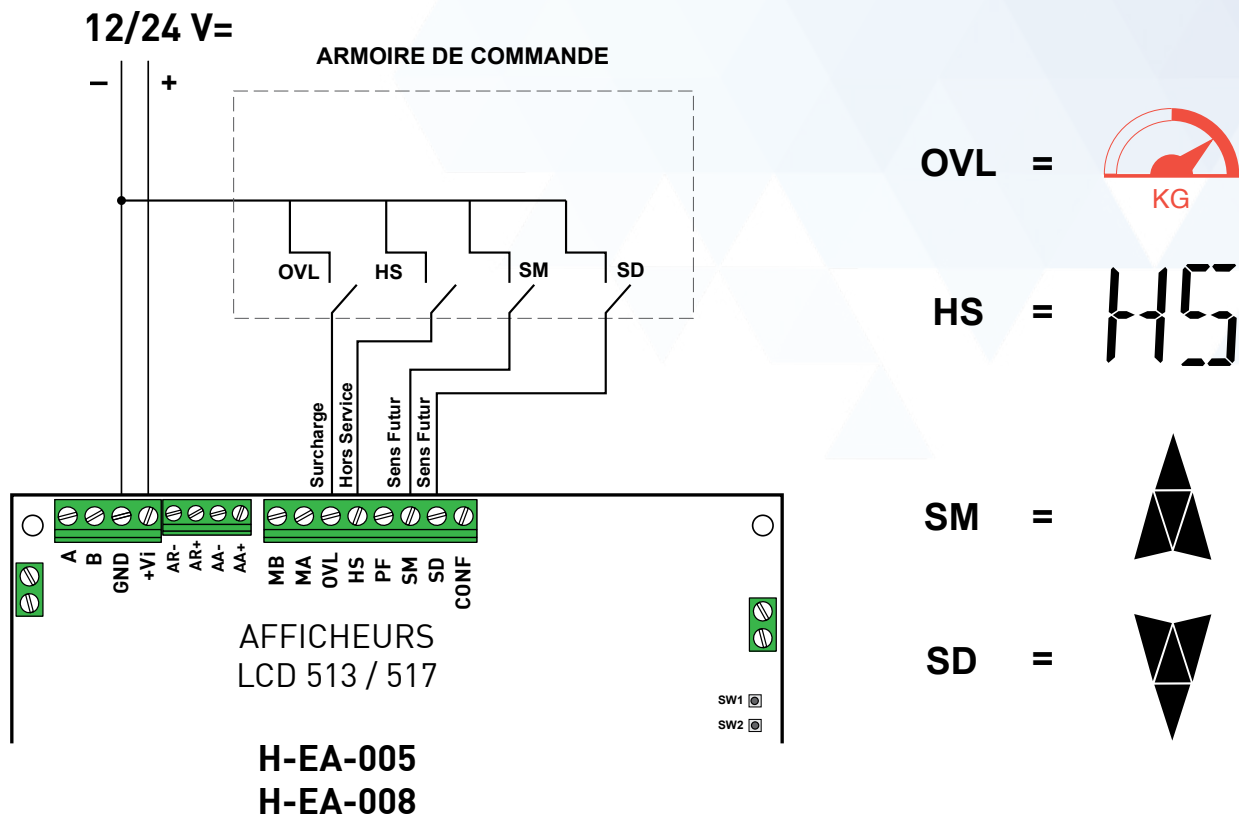 12/24 V=
– +
ARMOIRE DE COMMANDE
OVL HS SM SD
Surcharge
Hors Service
Sens Futur
Sens Futur
A B GND +Vi AR- AR+ AA- AA+ MB MA OVL HS PF SM SD CONF
AFFICHEURS
LCD 513 / 517
SW1
SW2
H-EA-005
H-EA-008
OVL =
KG
HS = HS
SM =
SD =